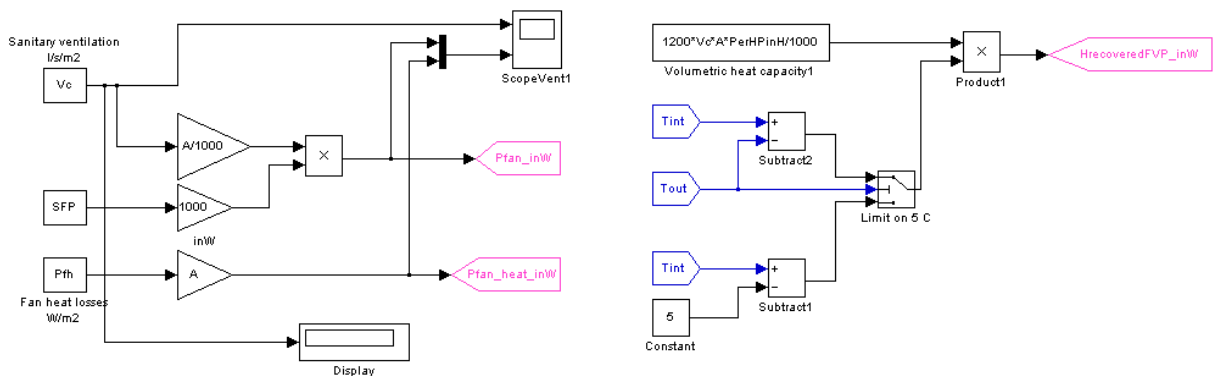 Sanitary ventilation
l/s/m2
Vc
ScopeVent1
A/1000
×
Pfan_inW
SFP
1000
inW
Pfh
A
Pfan_heat_inW
Fan heat losses
W/m2
Display
1200*Vc*A*PerHPinH/1000
Volumetric heat capacity1
×
Product1
HrecoveredFVP_inW
Tint
+
−
Subtract2
Tout
Limit on 5 C
Tint
+
−
Subtract1
5
Constant